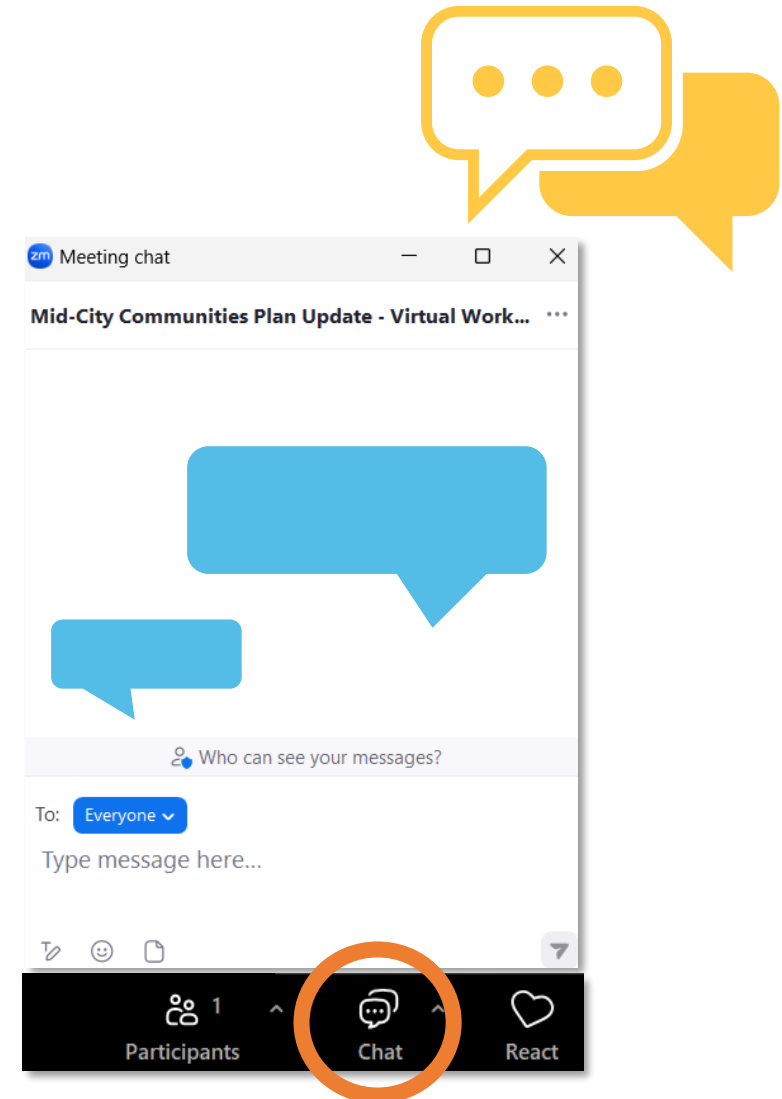 zm Meeting chat
Mid-City Communities Plan Update - Virtual Work...
Who can see your messages?
To: Everyone
Type message here...
1
Participants
Chat
React